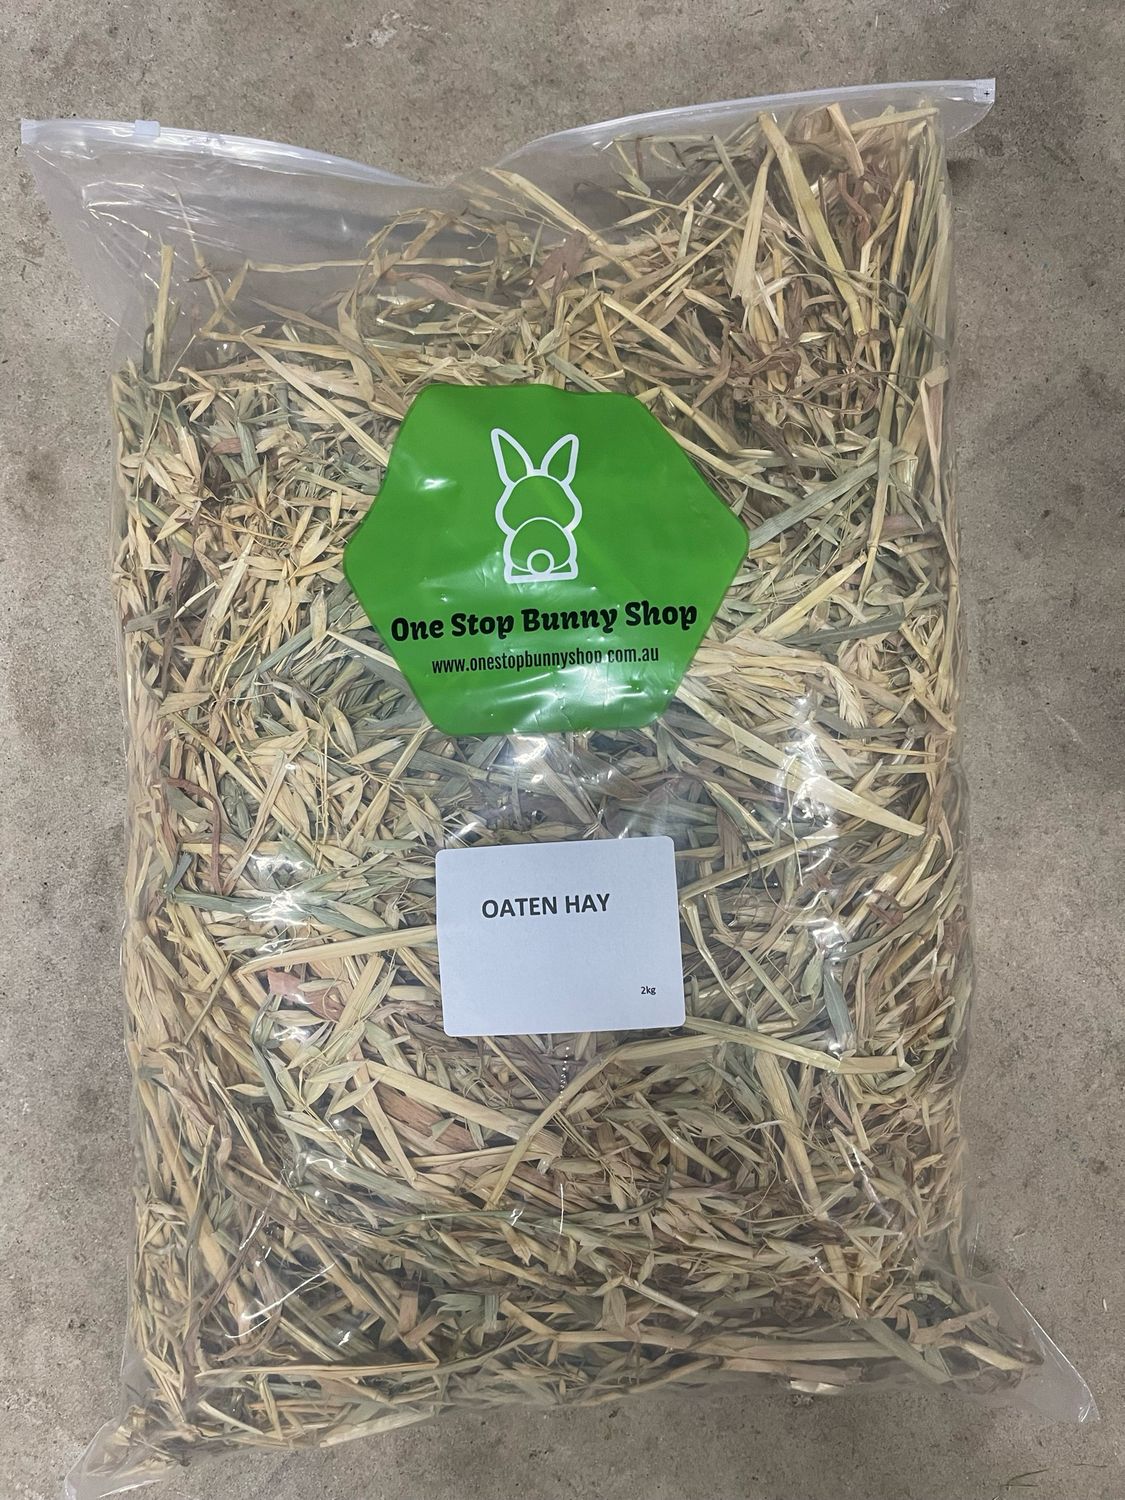 One Stop Bunny Shop
www.onestopbunnyshop.com.au
OATEN HAY
2kg